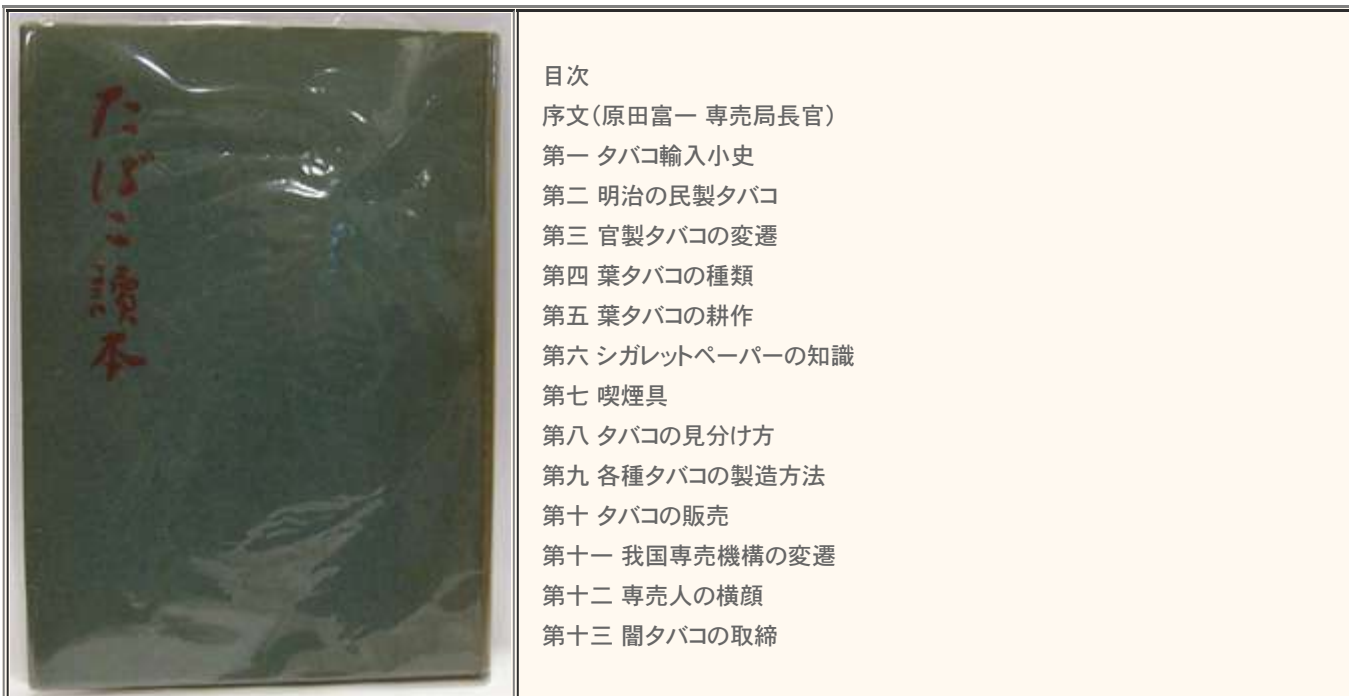 たばこ讀本
目次
序文(原田富一 専売局長官)
第一 タバコ輸入小史
第二 明治の民製タバコ
第三 官製タバコの変遷
第四 葉タバコの種類
第五 葉タバコの耕作
第六 シガレットペーパーの知識
第七 喫煙具
第八 タバコの見分け方
第九 各種タバコの製造方法
第十 タバコの販売
第十一 我国専売機構の変遷
第十二 専売人の横顔
第十三 闇タバコの取締